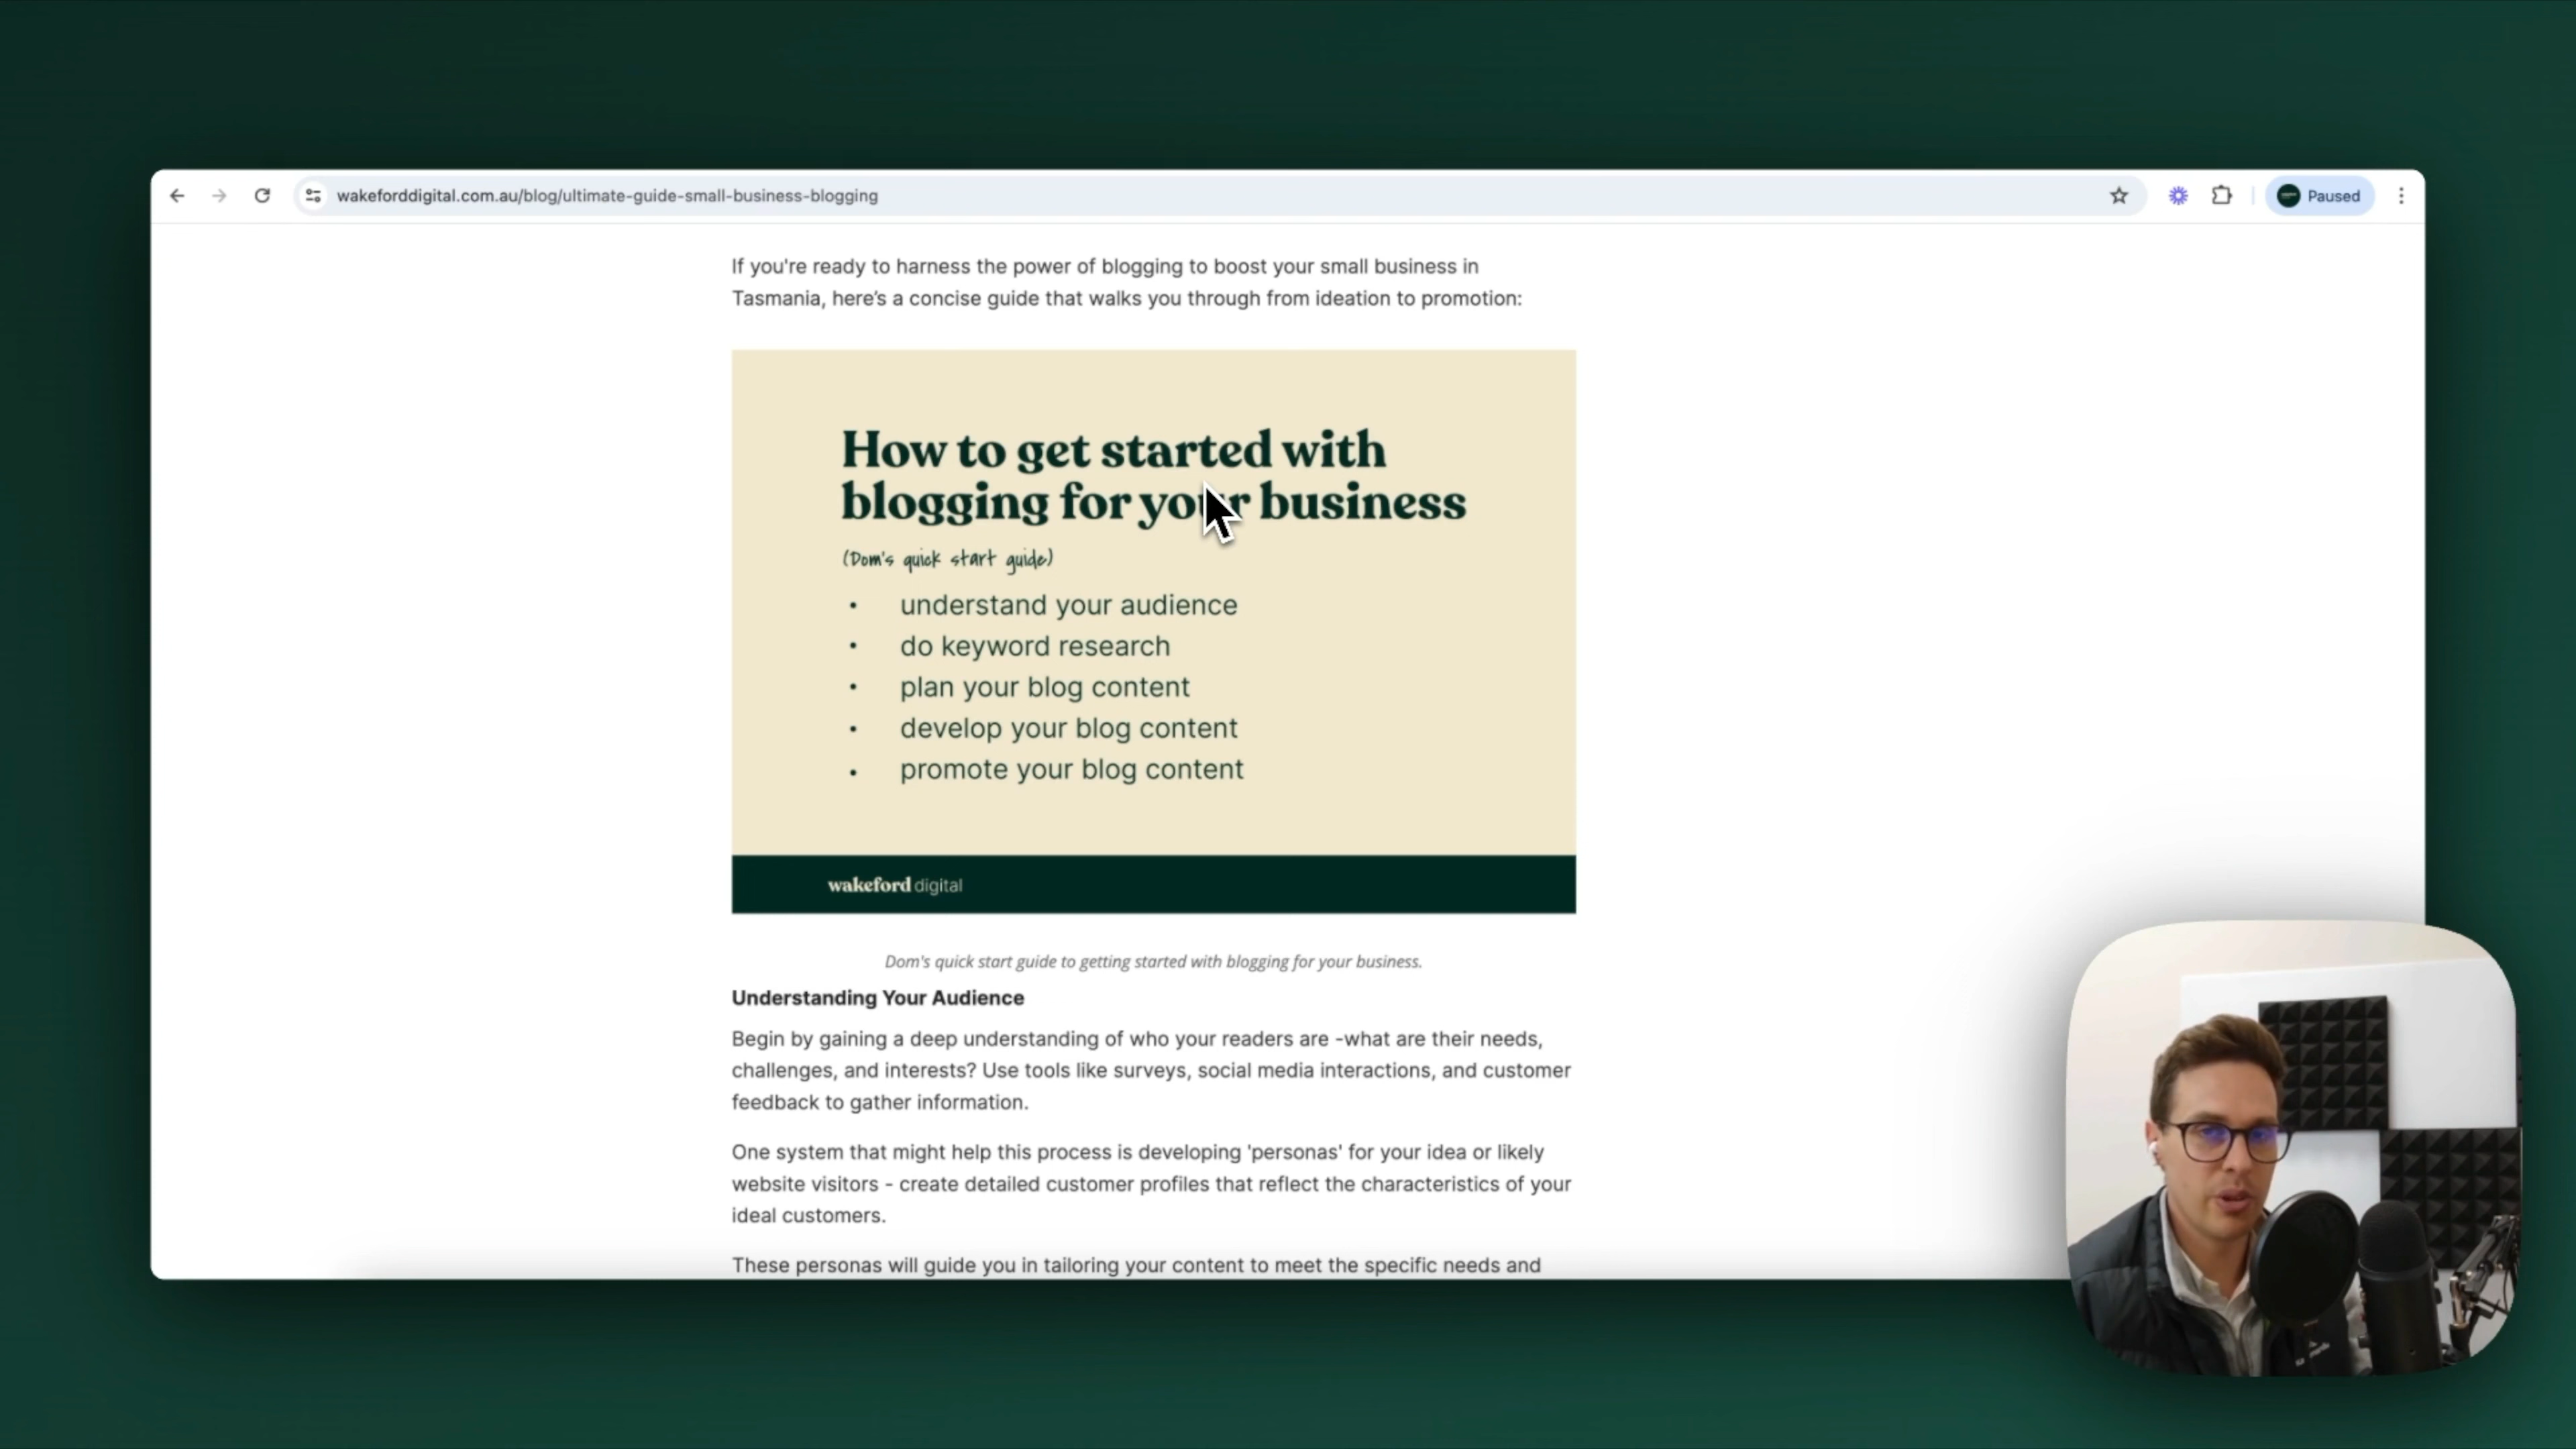 wakeforddigital.com.au/blog/ultimate-guide-small-business-blogging
Paused
If you're ready to harness the power of blogging to boost your small business in
Tasmania, here's a concise guide that walks you through from ideation to promotion:
How to get started with
blogging for your business
(Dom's quick start guide)
• understand your audience
• do keyword research
• plan your blog content
• develop your blog content
• promote your blog content
wakeford digital
Dom's quick start guide to getting started with blogging for your business.
Understanding Your Audience
Begin by gaining a deep understanding of who your readers are -what are their needs,
challenges, and interests? Use tools like surveys, social media interactions, and customer
feedback to gather information.
One system that might help this process is developing 'personas' for your idea or likely
website visitors - create detailed customer profiles that reflect the characteristics of your
ideal customers.
These personas will guide you in tailoring your content to meet the specific needs and